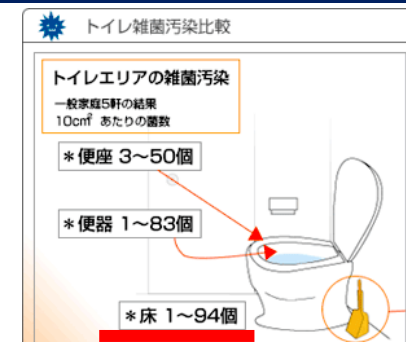 トイレ雑菌汚染比較
トイレエリアの雑菌汚染
一般家庭5軒の結果
10c㎡ あたりの菌数
＊便座 3～50個
＊便器 1～83個
＊床 1～94個